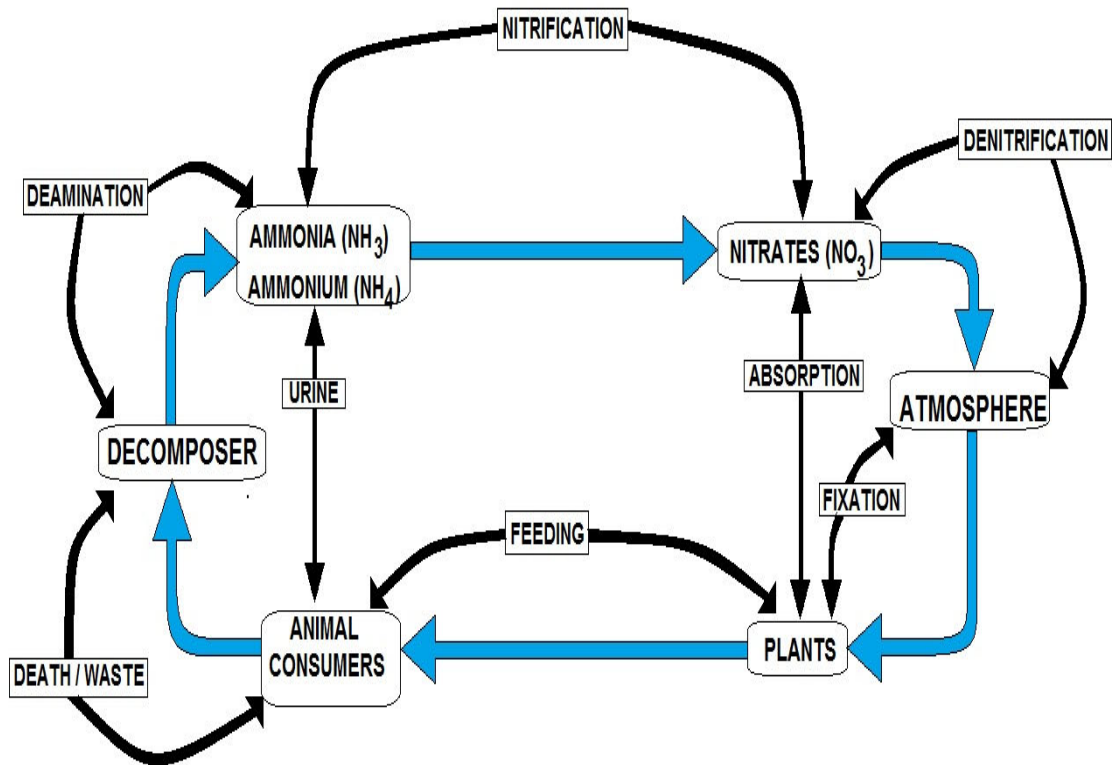 NITRIFICATION
DENITRIFICATION
DEAMINATION
AMMONIA (NH3)
AMMONIUM (NH4)
NITRATES (NO3)
URINE
ABSORPTION
ATMOSPHERE
DECOMPOSER
FIXATION
FEEDING
ANIMAL
CONSUMERS
PLANTS
DEATH / WASTE